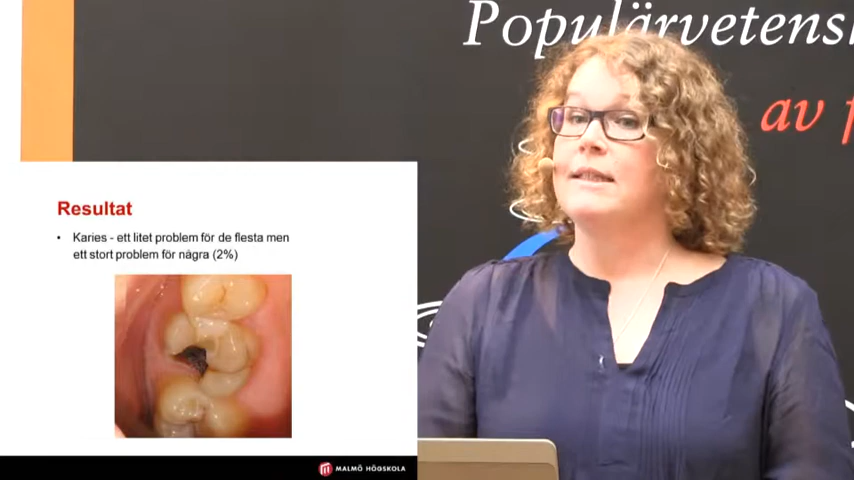 Populärvetensk
av f
Resultat
• Karies - ett litet problem för de flesta men
ett stort problem för några (2%)
MALMÖ HÖGSKOLA